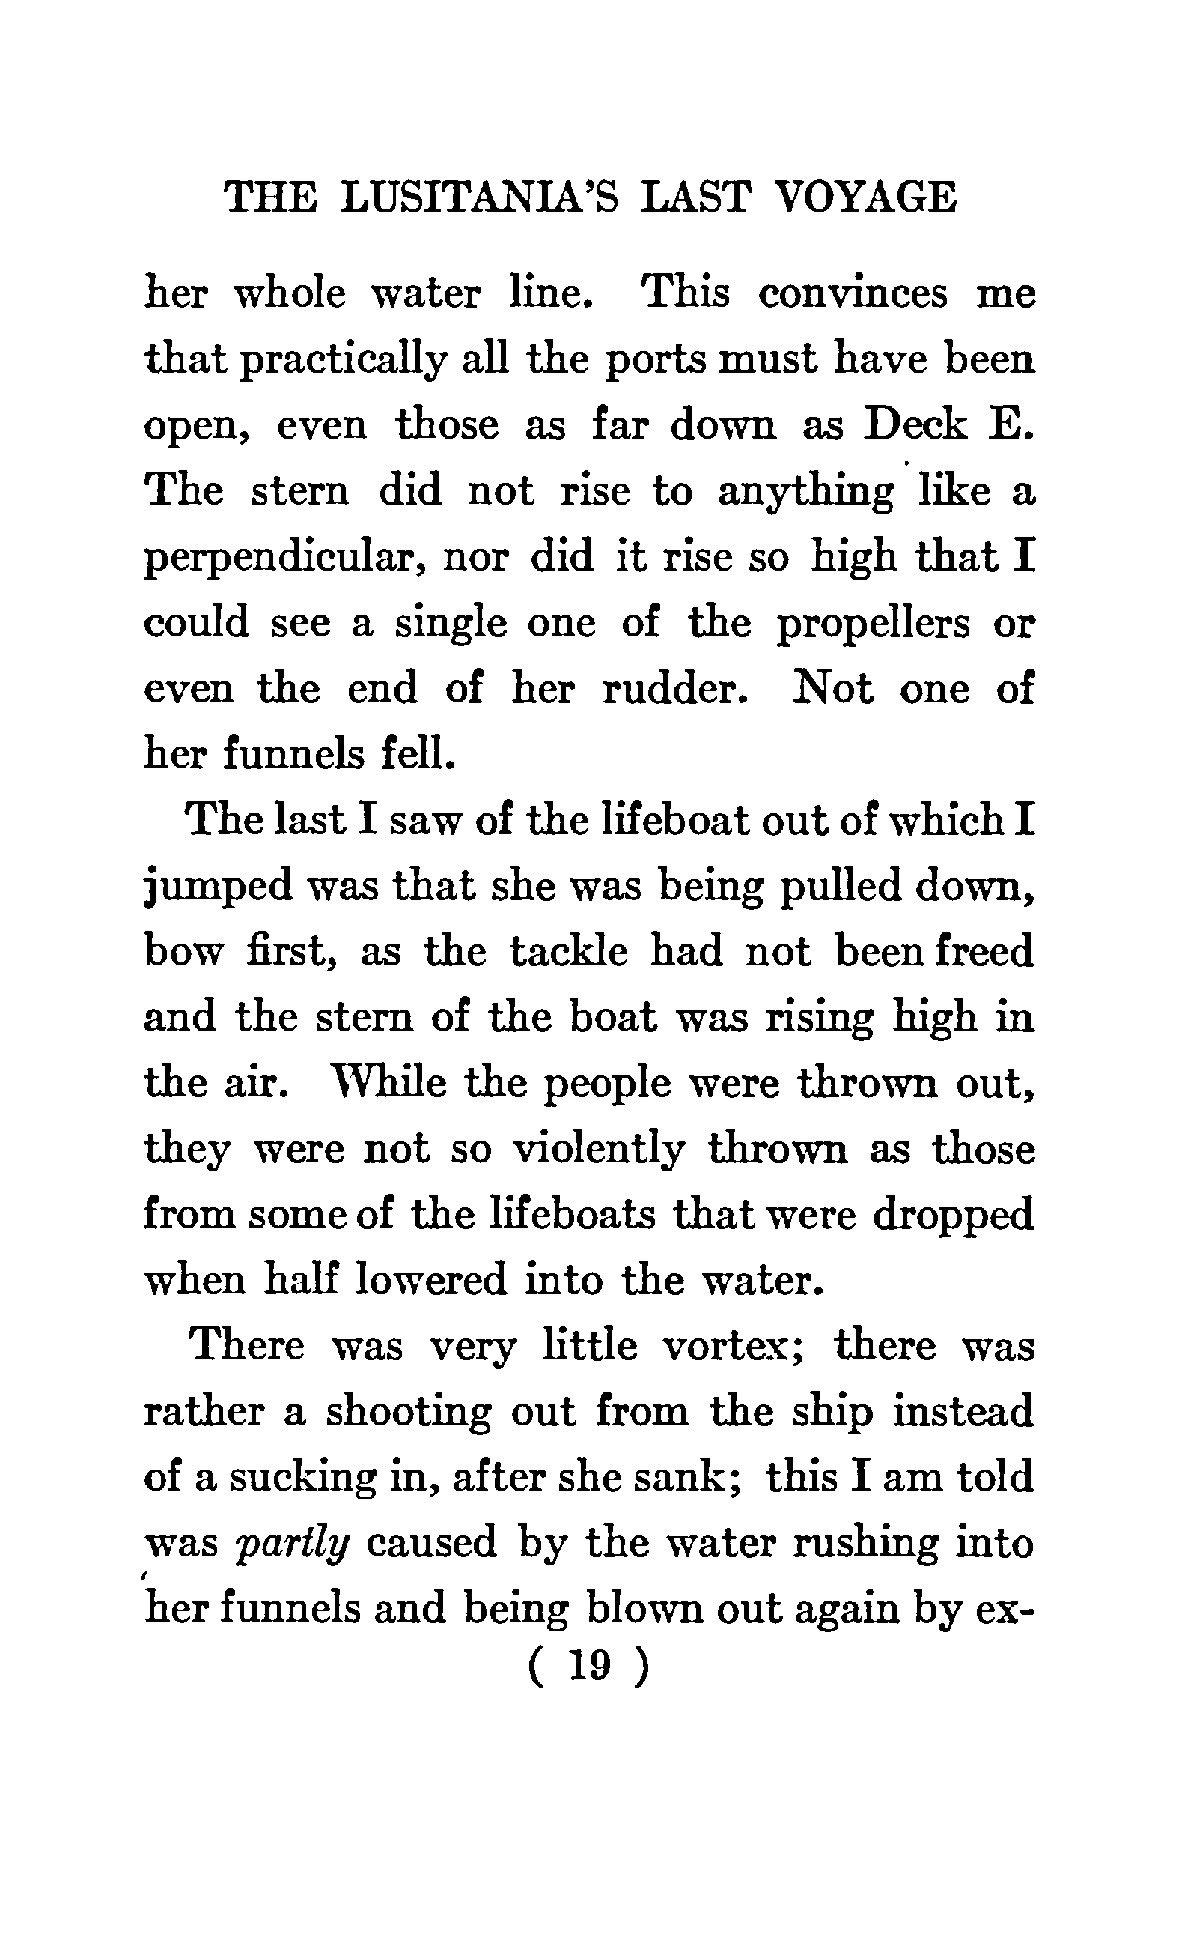 THE LUSITANIA'S LAST VOYAGE
her whole water line. This convinces me
that practically all the ports must have been
open, even those as far down as Deck E.
The stern did not rise to anything like a
perpendicular, nor did it rise so high that I
could see a single one of the propellers or
even the end of her rudder. Not one of
her funnels fell.
The last I saw of the lifeboat out of which I
jumped was that she was being pulled down,
bow first, as the tackle had not been freed
and the stern of the boat was rising high in
the air. While the people were thrown out,
they were not so violently thrown as those
from some of the lifeboats that were dropped
when half lowered into the water.
There was very little vortex; there was
rather a shooting out from the ship instead
of a sucking in, after she sank; this I am told
was partly caused by the water rushing into
her funnels and being blown out again by ex-
( 19 )